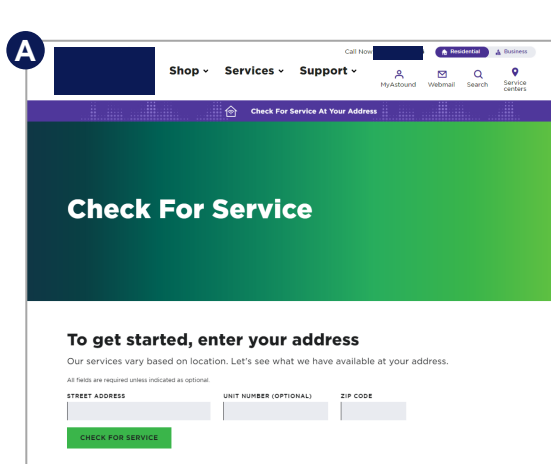 A
Call Now
Residential
Business
Shop
Services
Support
MyAstound
Webmail
Search
Service
centers
Check For Service At Your Address
Check For Service
To get started, enter your address
Our services vary based on location. Let's see what we have available at your address.
All fields are required unless indicated as optional.
STREET ADDRESS
UNIT NUMBER (OPTIONAL)
ZIP CODE
CHECK FOR SERVICE